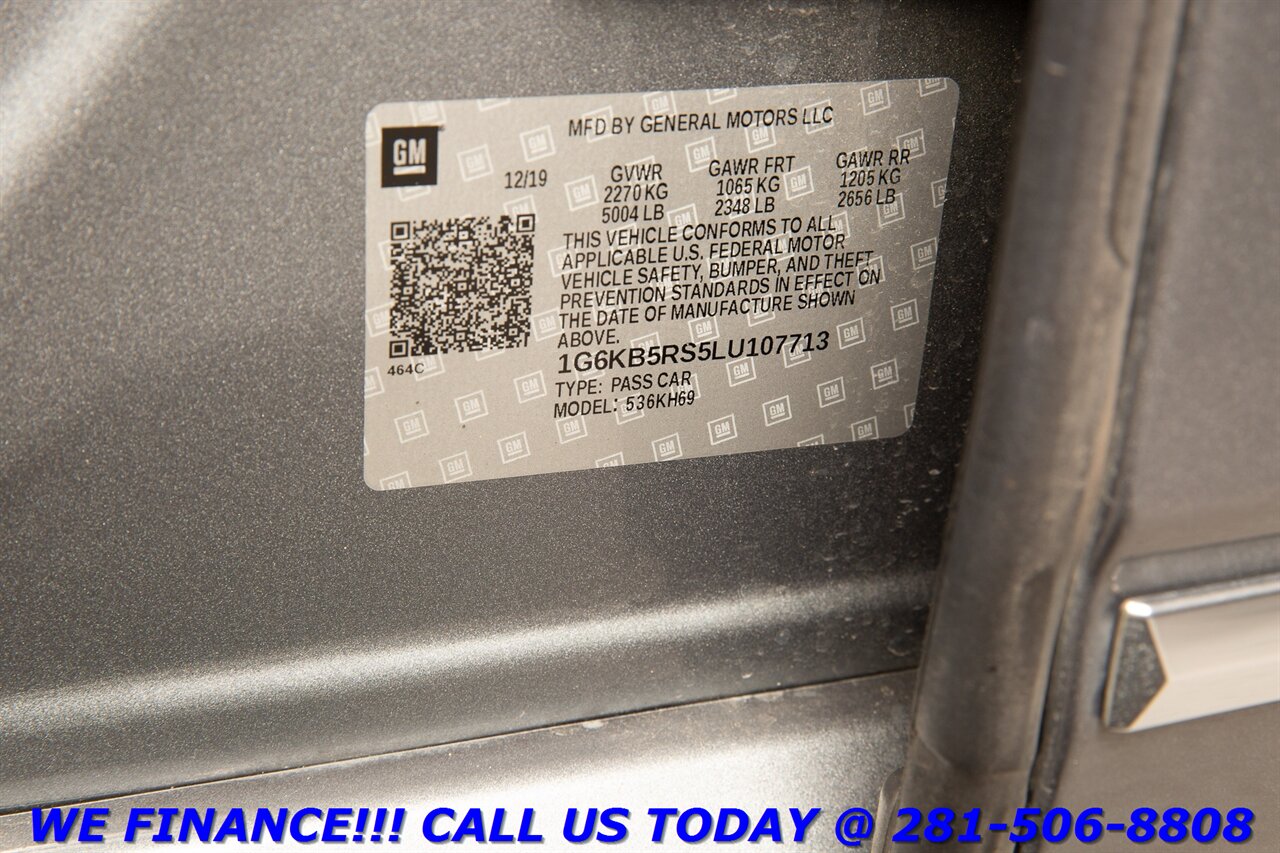 GM
MFD BY GENERAL MOTORS LLC
12/19
GVWR
2270 KG
5004 LB
GAWR FRT
1065 KG
2348 LB
GAWR RR
1205 KG
2656 LB
THIS VEHICLE CONFORMS TO ALL
APPLICABLE U.S. FEDERAL MOTOR
VEHICLE SAFETY, BUMPER, AND THEFT
PREVENTION STANDARDS IN EFFECT ON
THE DATE OF MANUFACTURE SHOWN
ABOVE.
464C
1G6KB5RS5LU107713
TYPE: PASS CAR
MODEL: 536KH69
WE FINANCE!!! CALL US TODAY @ 281-506-8808